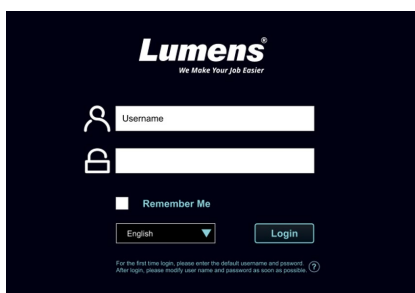 Lumens®
We Make Your Job Easier
Username
Remember Me
English
Login
For the first time login, please enter the default username and psword.
After login, please modify user name and password as soon as possible. ?